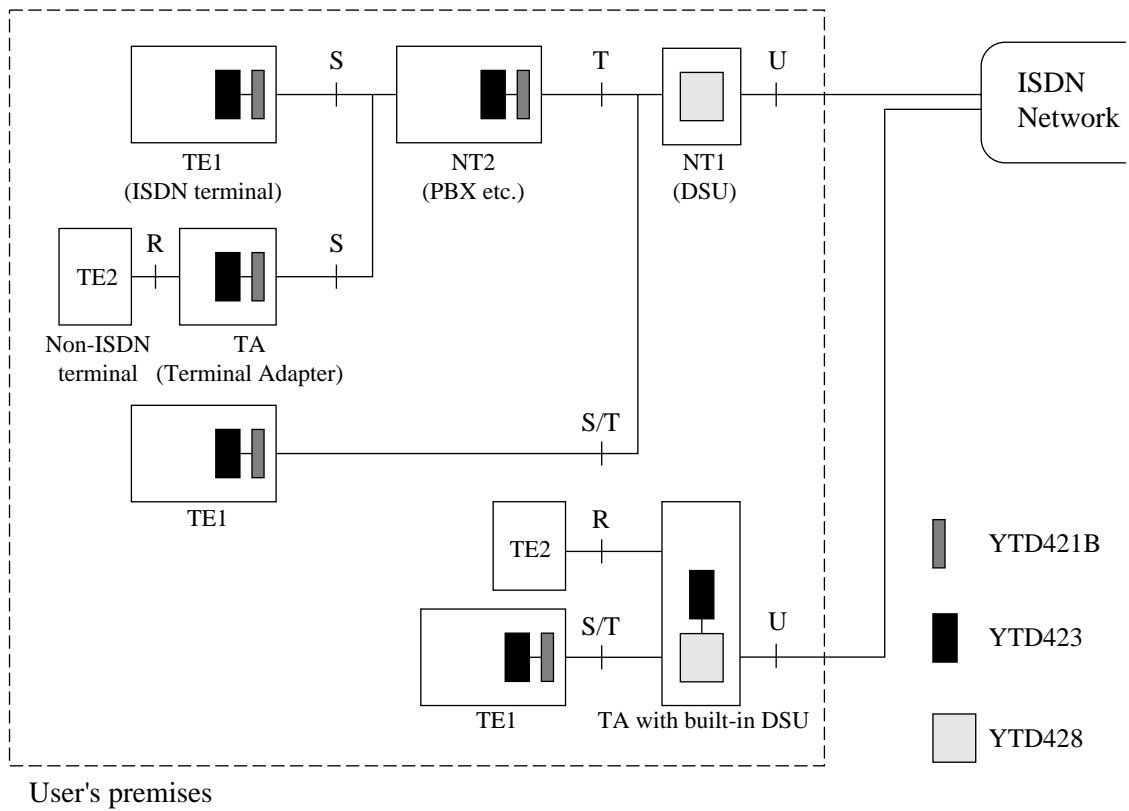 S
T
U
ISDN
Network
TE1
(ISDN terminal)
NT2
(PBX etc.)
NT1
(DSU)
R
S
TE2
Non-ISDN
terminal
TA
(Terminal Adapter)
S/T
TE1
R
TE2
YTD421B
S/T
U
YTD423
TE1
TA with built-in DSU
YTD428
User's premises